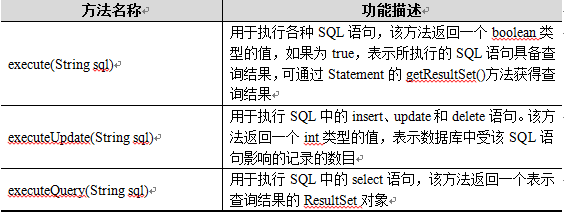 方法名称 功能描述
用于执行各种 SQL 语句，该方法返回一个 boolean 类
型的值，如果为 true，表示所执行的 SQL 语句具备查
execute(String sql)
询结果，可通过 Statement 的 getResultSet()方法获得查
询结果
用于执行 SQL 中的 insert、update 和 delete 语句。该方
executeUpdate(String sql) 法返回一个 int 类型的值，表示数据库中受该 SQL 语
句影响的记录的数目
用于执行 SQL 中的 select 语句，该方法返回一个表示
executeQuery(String sql)
查询结果的 ResultSet 对象